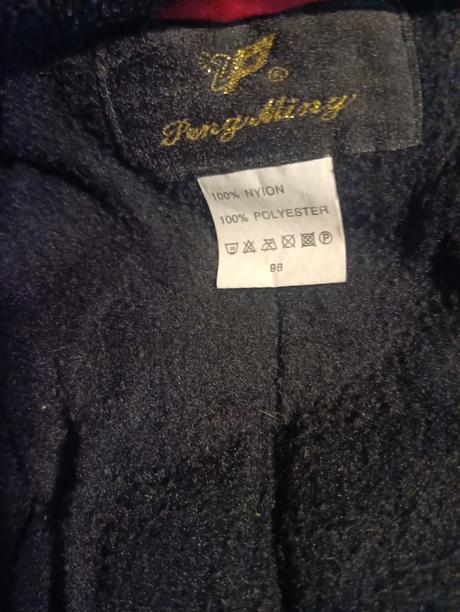 ®
Peng Ming
100% NYION
100% POLYESTER
98